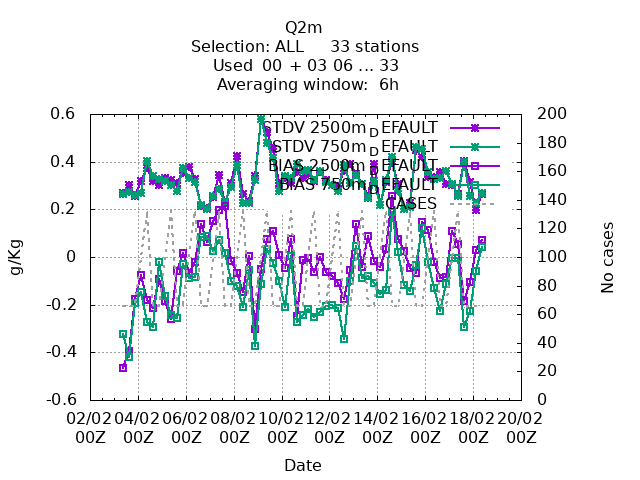 Q2m
Selection: ALL 33 stations
Used 00 + 03 06 ... 33
Averaging window: 6h
STDV 2500m_DEFAULT
STDV 750m_DEFAULT
BIAS 2500m_DEFAULT
BIAS 750m_DEFAULT
CASES
0.6
0.4
0.2
0
-0.2
-0.4
-0.6
g/Kg
200
180
160
140
120
100
80
60
40
20
0
No cases
02/02 04/02 06/02 08/02 10/02 12/02 14/02 16/02 18/02 20/02
00Z 00Z 00Z 00Z 00Z 00Z 00Z 00Z 00Z 00Z
Date